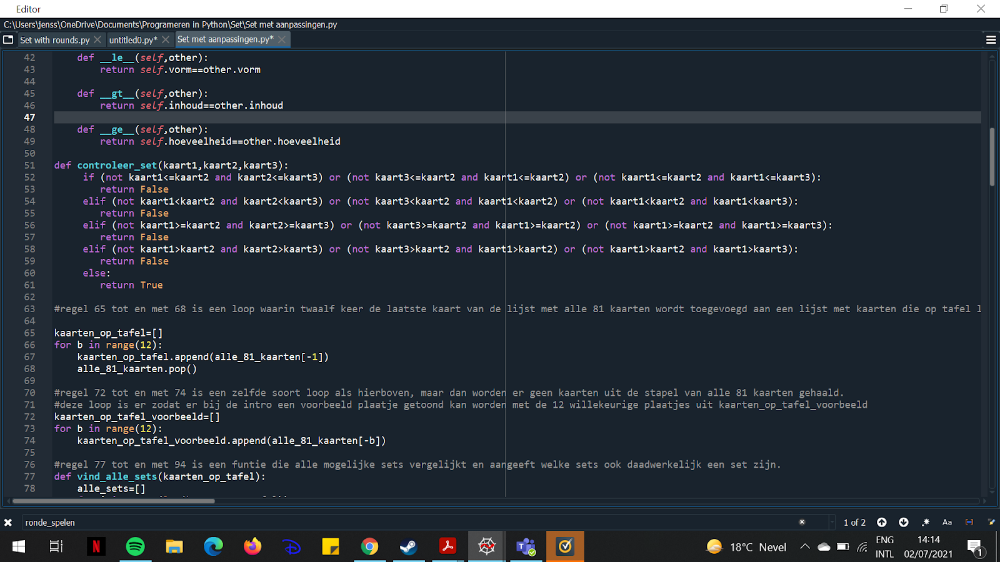 Editor
C:\Users\jenss\OneDrive\Documents\Programeren in Python\Set\Set met aanpassingen.py
Set with rounds.py untitled0.py* Set met aanpassingen.py*
42 def __le__(self,other):
43 return self.vorm==other.vorm
44
45 def __gt__(self,other):
46 return self.inhoud==other.inhoud
47
48 def __ge__(self,other):
49 return self.hoeveelheid==other.hoeveelheid
50
51 def controleer_set(kaart1,kaart2,kaart3):
52 if (not kaart1<=kaart2 and kaart2<=kaart3) or (not kaart3<=kaart2 and kaart1<=kaart2) or (not kaart1<=kaart2 and kaart1<=kaart3):
53 return False
54 elif (not kaart1<kaart2 and kaart2<kaart3) or (not kaart3<kaart2 and kaart1<kaart2) or (not kaart1<kaart2 and kaart1<kaart3):
55 return False
56 elif (not kaart1>=kaart2 and kaart2>=kaart3) or (not kaart3>=kaart2 and kaart1>=kaart2) or (not kaart1>=kaart2 and kaart1>=kaart3):
57 return False
58 elif (not kaart1>kaart2 and kaart2>kaart3) or (not kaart3>kaart2 and kaart1>kaart2) or (not kaart1>kaart2 and kaart1>kaart3):
59 return False
60 else:
61 return True
62
63 #regel 65 tot en met 68 is een loop waarin twaalf keer de laatste kaart van de lijst met alle 81 kaarten wordt toegevoegd aan een lijst met kaarten die op tafel l
64
65 kaarten_op_tafel=[]
66 for b in range(12):
67 kaarten_op_tafel.append(alle_81_kaarten[-1])
68 alle_81_kaarten.pop()
69
70 #regel 72 tot en met 74 is een zelfde soort loop als hierboven, maar dan worden er geen kaarten uit de stapel van alle 81 kaarten gehaald.
71 #deze loop is er zodat er bij de intro een voorbeeld plaatje getoond kan worden met de 12 willekeurige plaatjes uit kaarten_op_tafel_voorbeeld
72 kaarten_op_tafel_voorbeeld=[]
73 for b in range(12):
74 kaarten_op_tafel_voorbeeld.append(alle_81_kaarten[-b])
75
76 #regel 77 tot en met 94 is een funtie die alle mogelijke sets vergelijkt en aangeeft welke sets ook daadwerkelijk een set zijn.
77 def vind_alle_sets(kaarten_op_tafel):
78 alle_sets=[]
ronde_spelen 1 of 2 .* Aa
18°C Nevel ENG INTL 14:14 02/07/2021 1